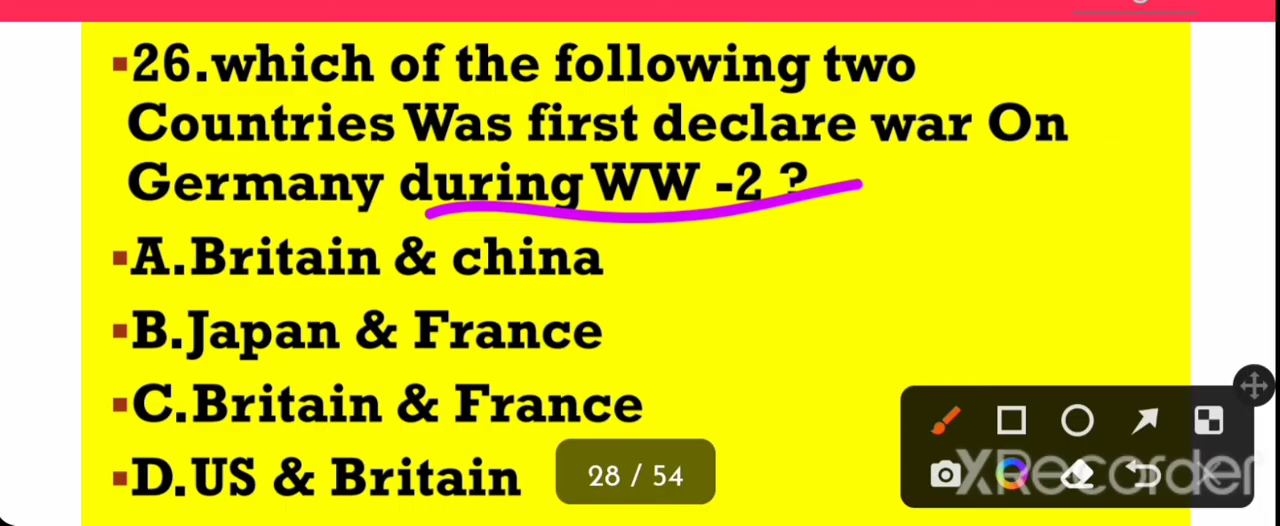 ▪26.which of the following two
Countries Was first declare war On
Germany during WW -2 ?
▪A.Britain & china
▪B.Japan & France
▪C.Britain & France
▪D.US & Britain
28 / 54
XRecorder